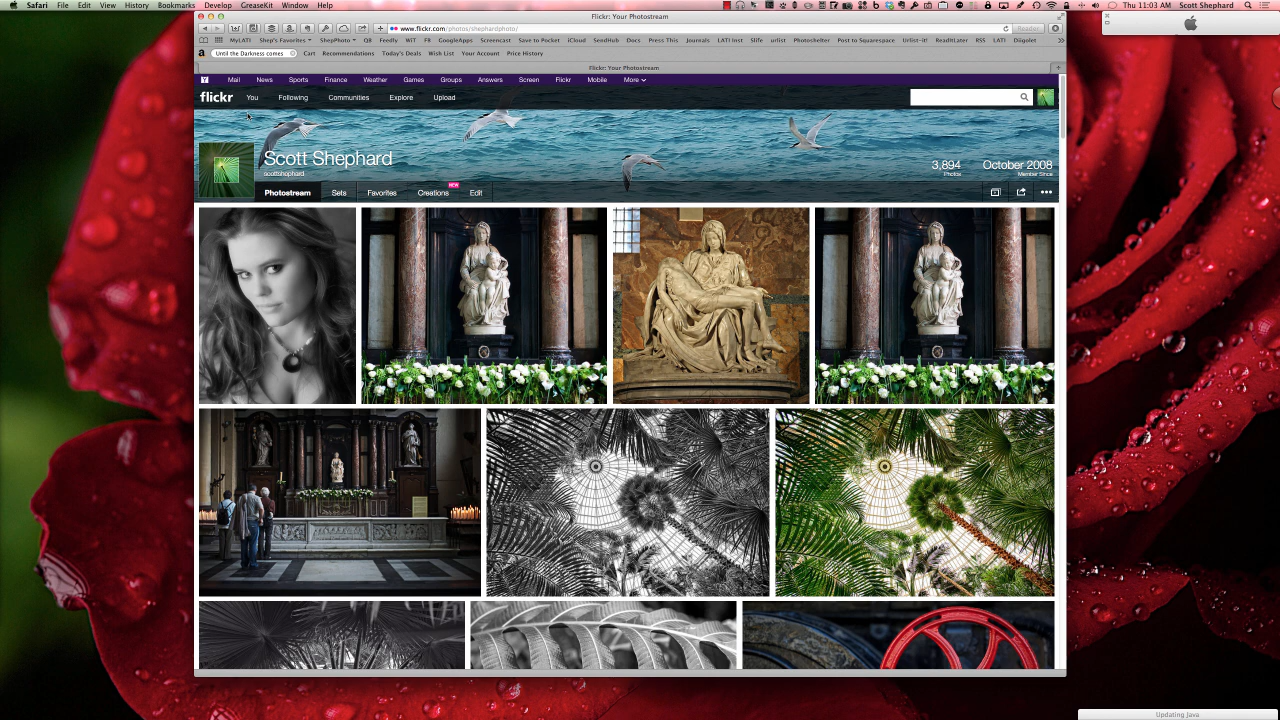 Safari File Edit View History Bookmarks Develop GreaseKit Window Help
Thu 11:03 AM Scott Shephard
Flickr: Your Photostream
www.flickr.com/photos/shephardphoto/
Reader
MyLATI Shep's Favorites ShepPhoto QB Feedly WiT FB GoogleApps Screencast Save to Pocket iCloud SendHub Docs Press This Journals LATI Inst Slife urlist Photoshelter Post to Squarespace Urlist-it! ReadItLater RSS LATI Diigolet
a Until the Darkness comes Cart Recommendations Today's Deals Wish List Your Account Price History
Flickr: Your Photostream
Y Mail News Sports Finance Weather Games Groups Answers Screen Flickr Mobile More
flickr You Following Communities Explore Upload
Scott Shephard
scottshephard
3,894
Photos
October 2008
Member Since
NEW
Photostream Sets Favorites Creations Edit
Updating Java